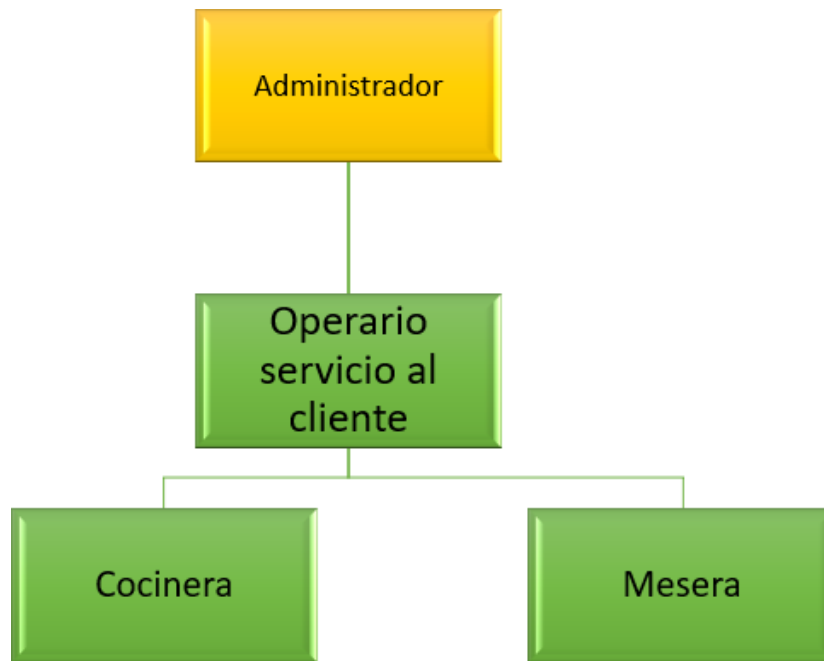 Administrador
Operario
servicio al
cliente
Cocinera
Mesera